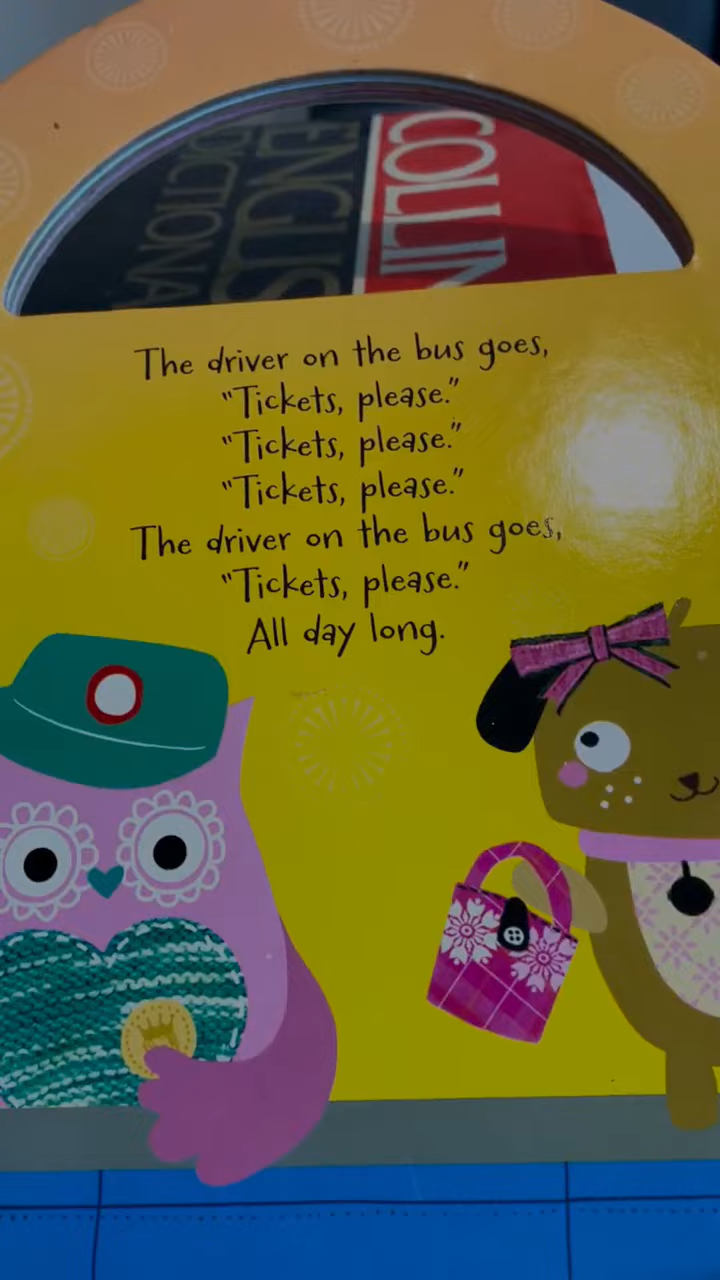 COLLIN
ENGLIS
DICTIONA
The driver on the bus goes,
"Tickets, please."
"Tickets, please."
"Tickets, please."
The driver on the bus goes,
"Tickets, please."
All day long.